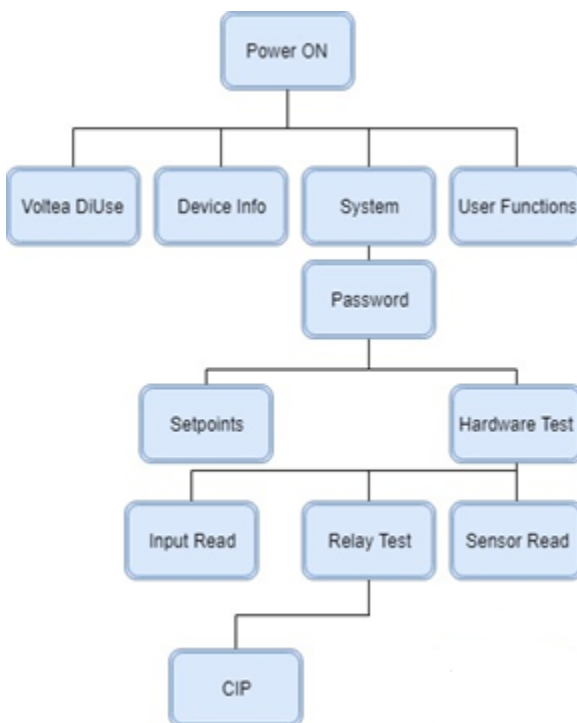 Power ON
Voltea DiUse
Device Info
System
User Functions
Password
Setpoints
Hardware Test
Input Read
Relay Test
Sensor Read
CIP